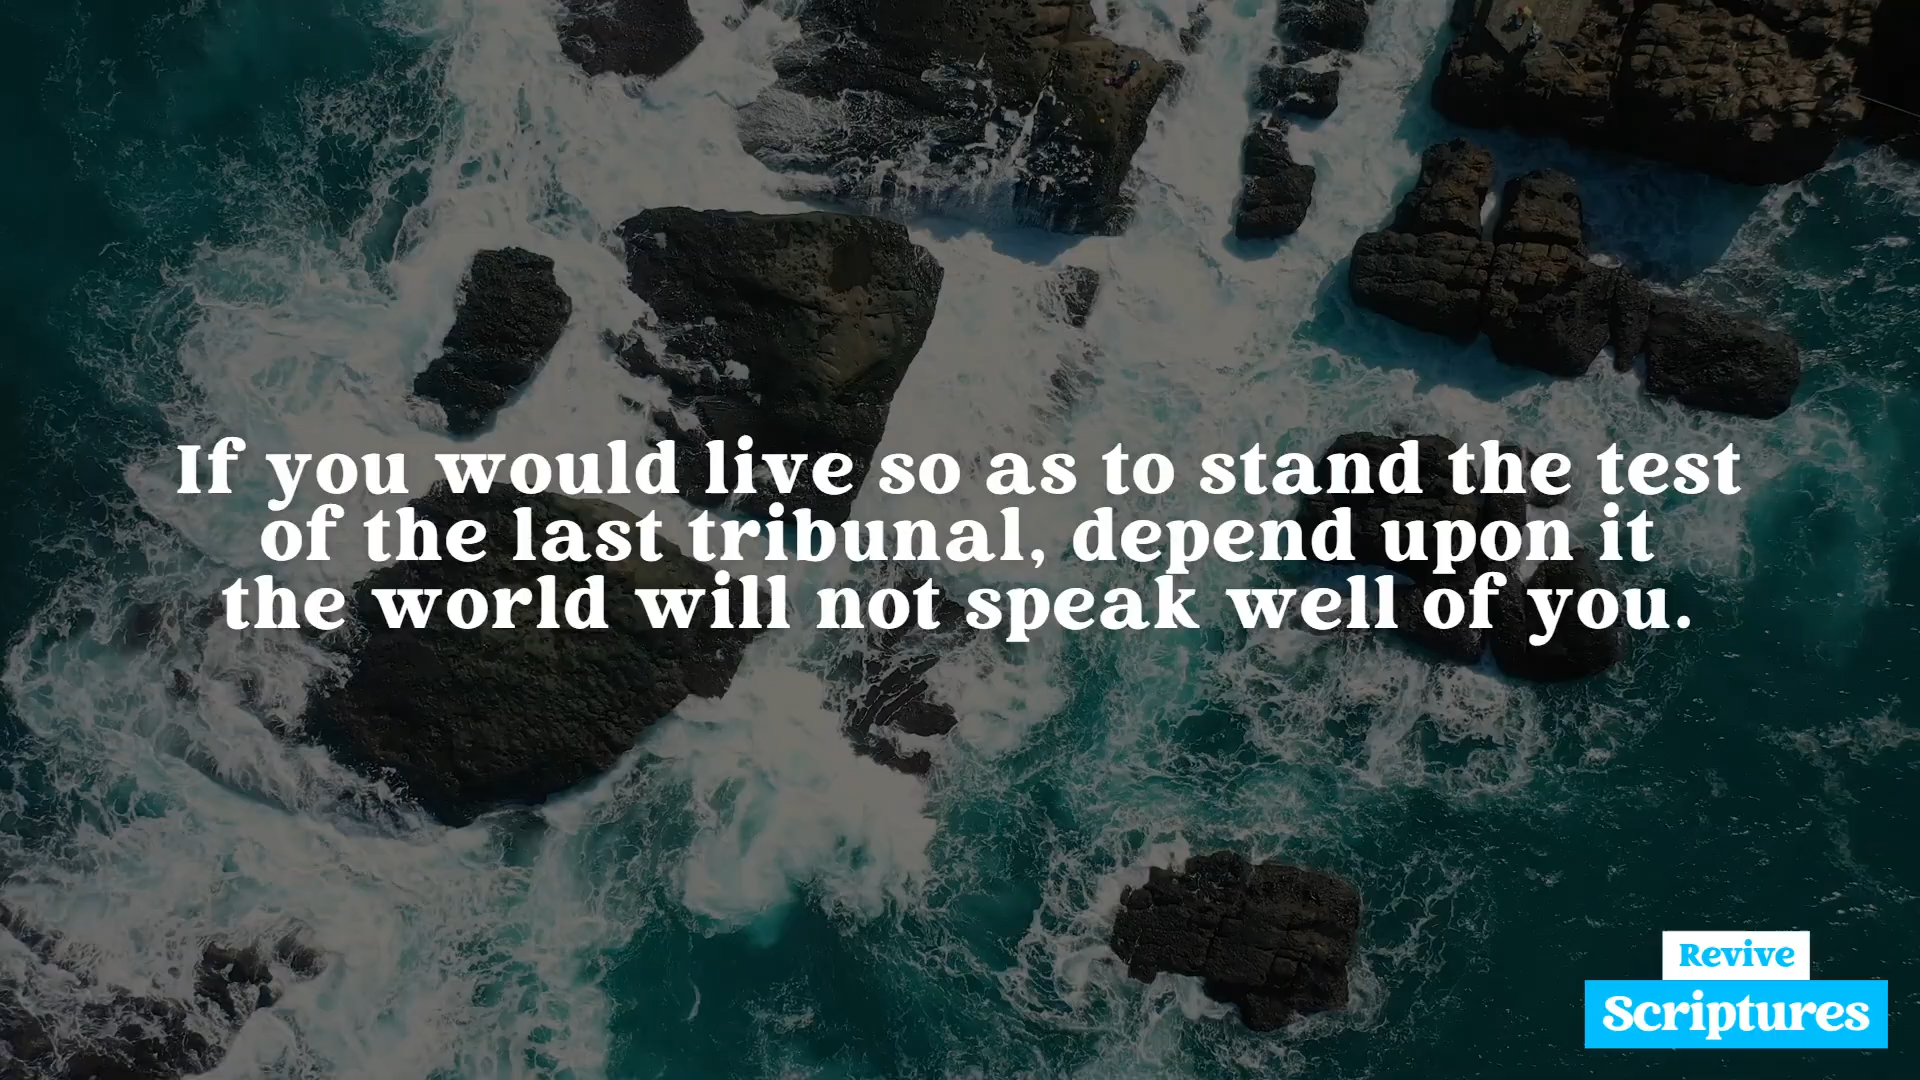 If you would live so as to stand the test
of the last tribunal, depend upon it
the world will not speak well of you.
Revive
Scriptures